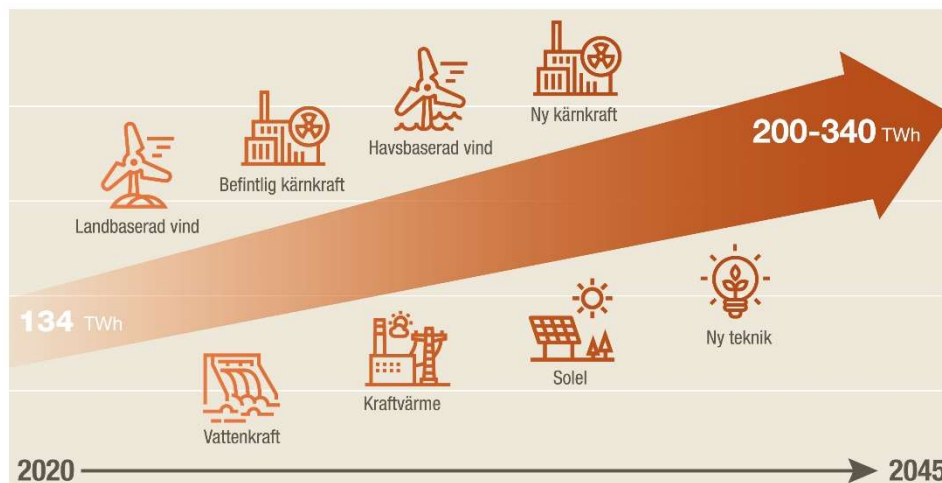 Ny kärnkraft
200-340 TWh
Havsbaserad vind
Befintlig kärnkraft
Landbaserad vind
134 TWh
Ny teknik
Solel
Kraftvärme
Vattenkraft
2020
2045